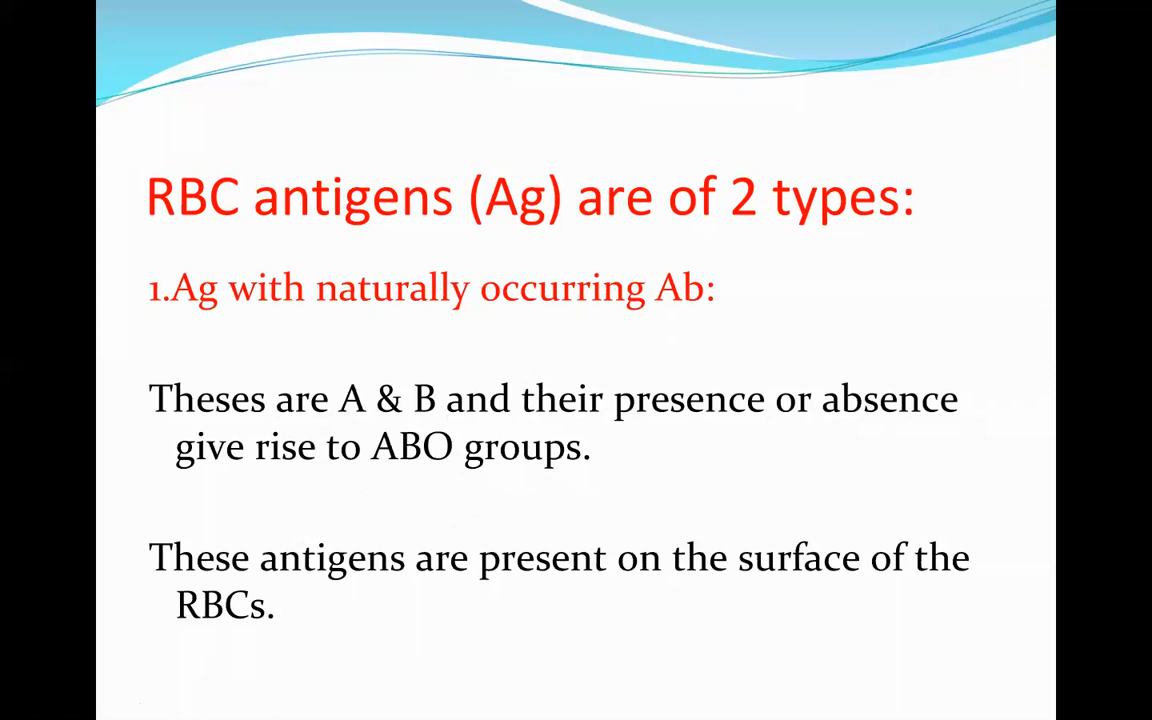 RBC antigens (Ag) are of 2 types:
1.Ag with naturally occurring Ab:
Theses are A & B and their presence or absence
give rise to ABO groups.
These antigens are present on the surface of the
RBCs.